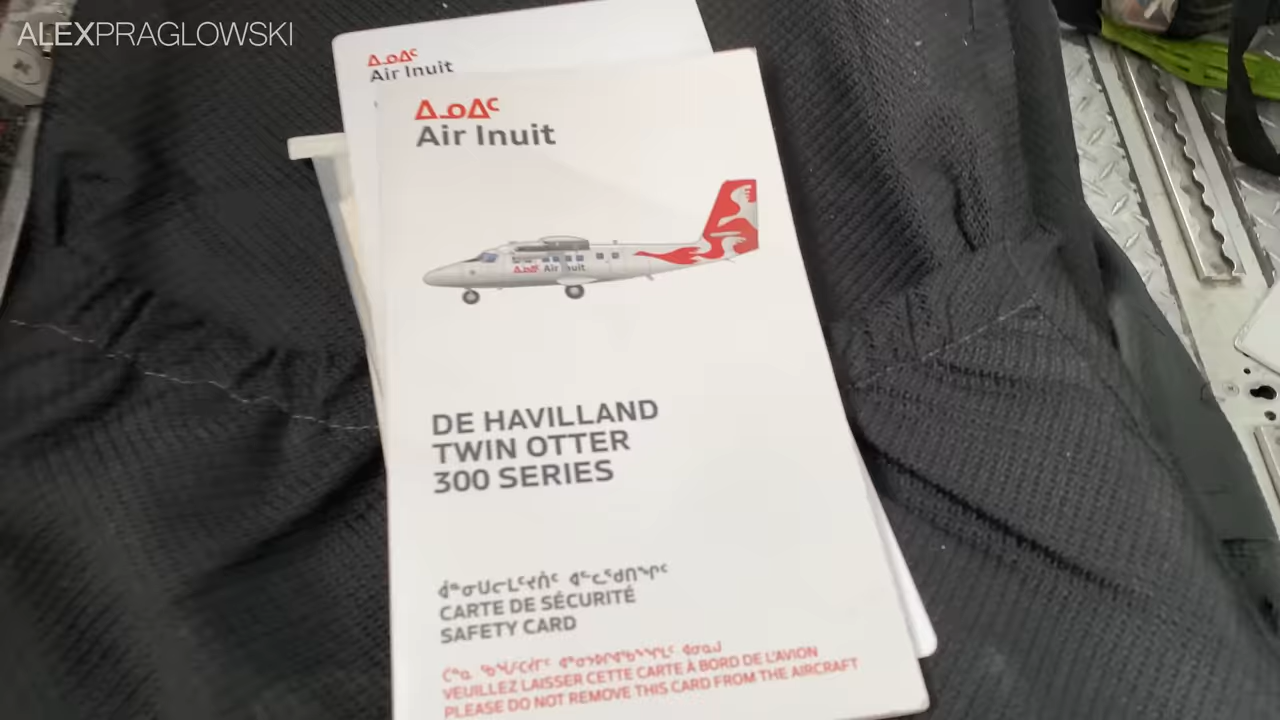 ALEXPRAGLOWSKI
ᐃᓄᐃᑦ
Air Inuit
ᐃᓄᐃᑦ
Air Inuit
ᐃᓄᐃᑦ Air Inuit
DE HAVILLAND
TWIN OTTER
300 SERIES
CARTE DE SÉCURITÉ
SAFETY CARD
VEUILLEZ LAISSER CETTE CARTE À BORD DE L'AVION
PLEASE DO NOT REMOVE THIS CARD FROM THE AIRCRAFT